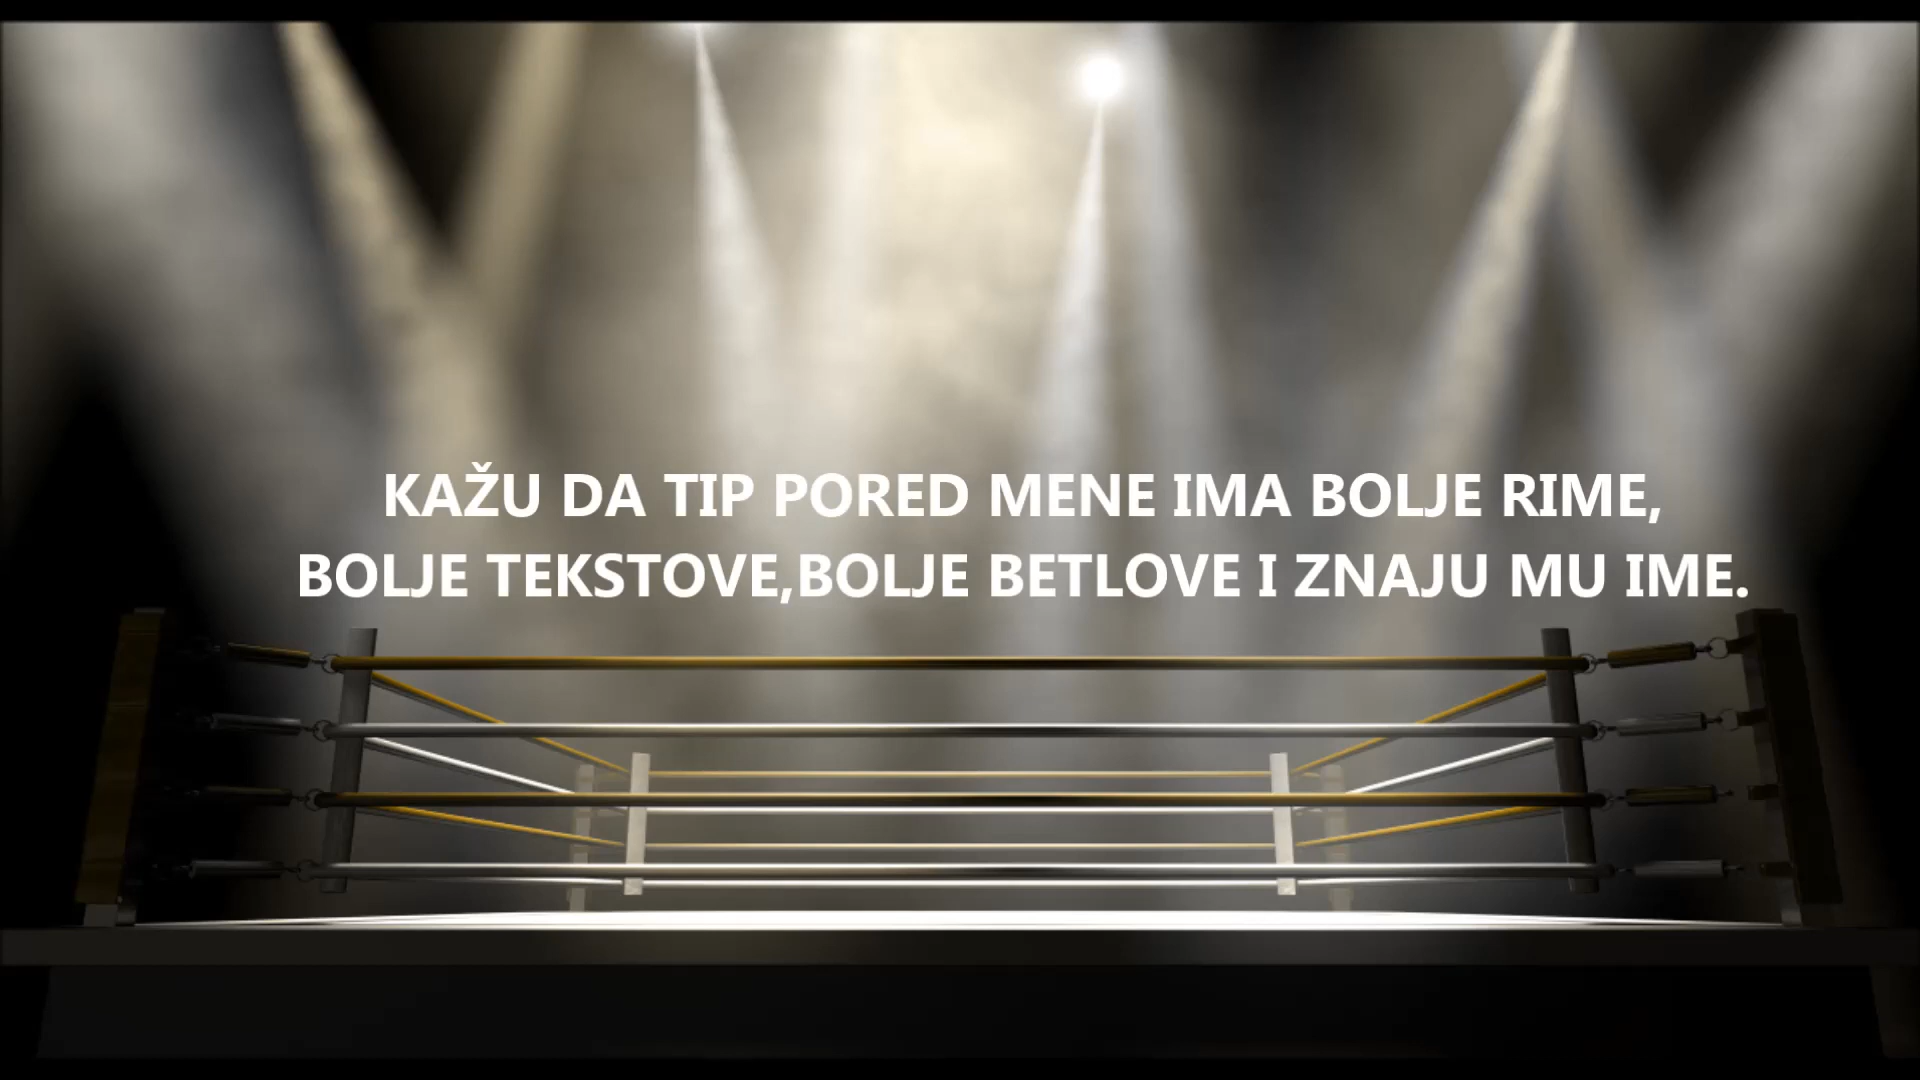 KAŽU DA TIP PORED MENE IMA BOLJE RIME,
BOLJE TEKSTOVE,BOLJE BETLOVE I ZNAJU MU IME.